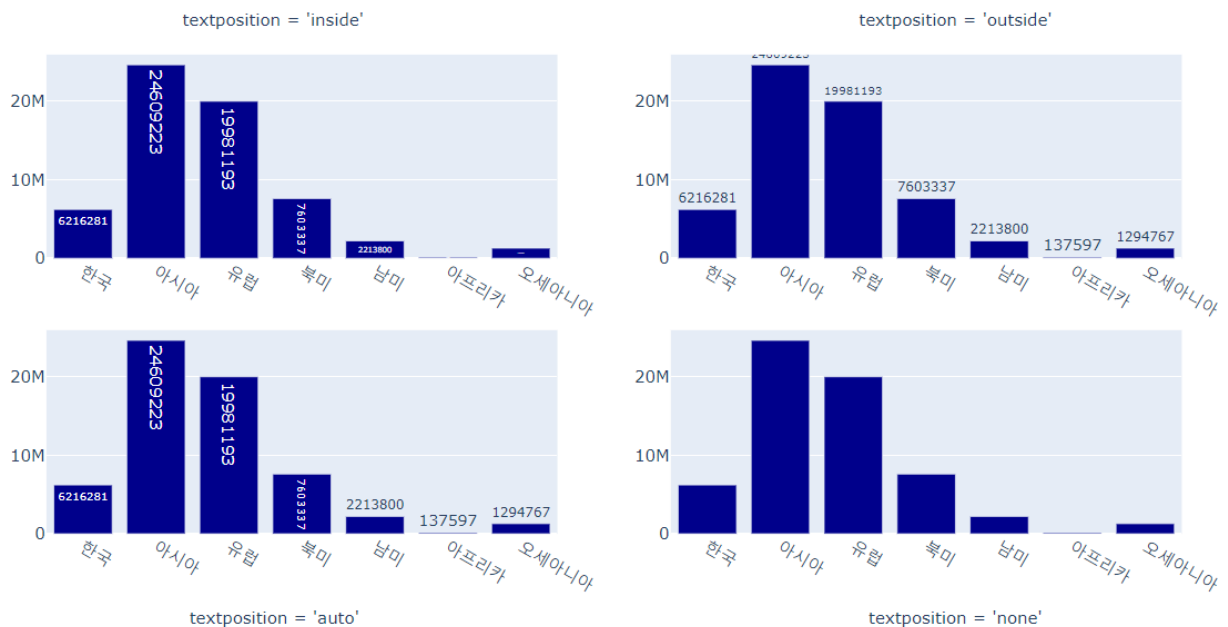 textposition = 'inside'
20M
10M
0
24609223
19981193
6216281
7603337
2213800
한국
아시아
유럽
북미
남미
아프리카
오세아니아
textposition = 'outside'
20M
10M
0
24609223
19981193
7603337
6216281
2213800
137597
1294767
한국
아시아
유럽
북미
남미
아프리카
오세아니아
20M
10M
0
24609223
19981193
6216281
7603337
2213800
137597
1294767
한국
아시아
유럽
북미
남미
아프리카
오세아니아
textposition = 'auto'
20M
10M
0
한국
아시아
유럽
북미
남미
아프리카
오세아니아
textposition = 'none'